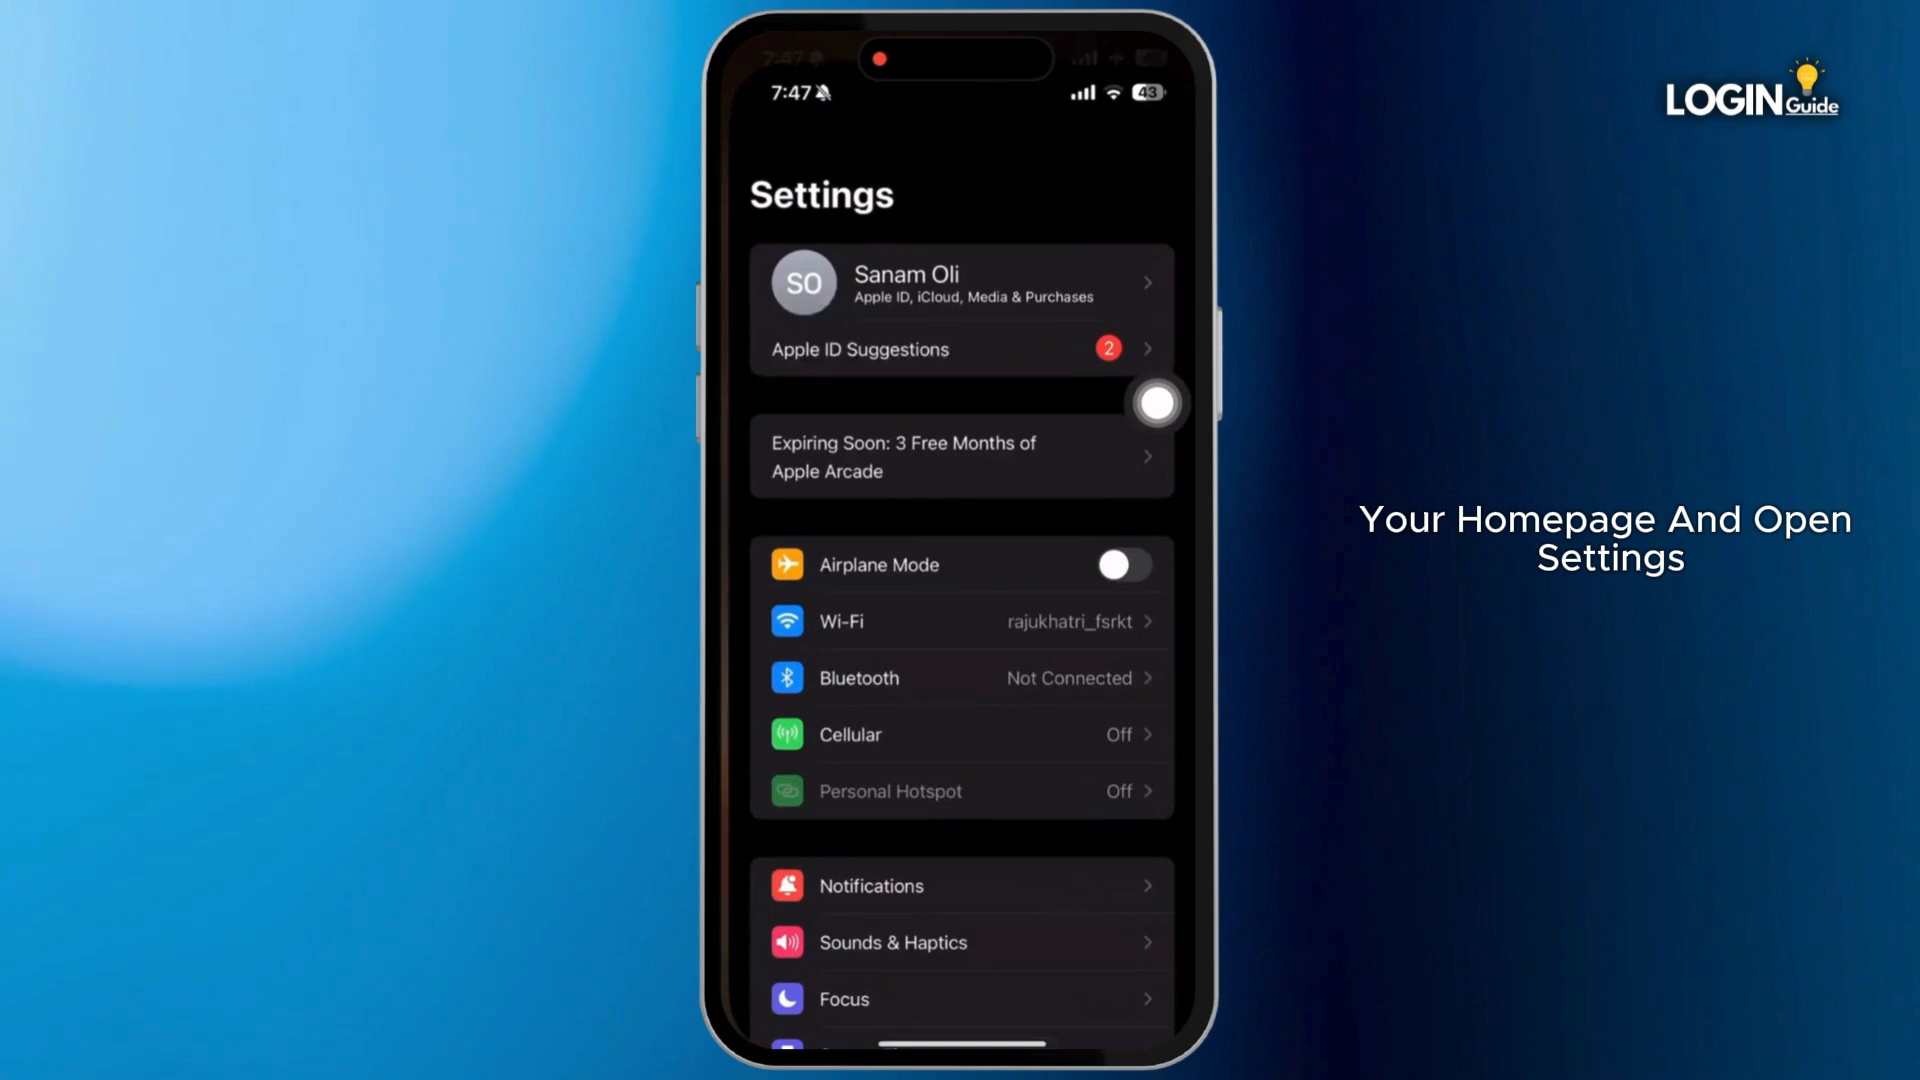 7:47
43
LOGIN Guide
Settings
SO
Sanam Oli
Apple ID, iCloud, Media & Purchases
Apple ID Suggestions 2
Expiring Soon: 3 Free Months of
Apple Arcade
Airplane Mode
Wi-Fi rajukhatri_fsrkt
Bluetooth Not Connected
Cellular Off
Personal Hotspot Off
Notifications
Sounds & Haptics
Focus
Your Homepage And Open
Settings